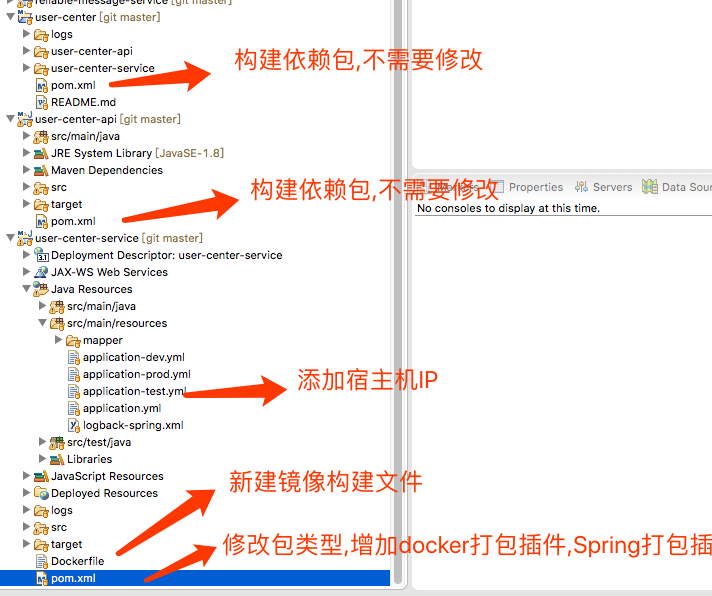 reliable-message-service [git master]
user-center [git master]
logs
user-center-api
构建依赖包,不需要修改
user-center-service
pom.xml
README.md
user-center-api [git master]
src/main/java
JRE System Library [JavaSE-1.8]
Maven Dependencies
构建依赖包,不需要修改
src
Properties
Servers
Data Sour
target
No consoles to display at this time.
pom.xml
user-center-service [git master]
Deployment Descriptor: user-center-service
JAX-WS Web Services
Java Resources
src/main/java
src/main/resources
mapper
application-dev.yml
application-prod.yml
添加宿主机IP
application-test.yml
application.yml
logback-spring.xml
src/test/java
Libraries
JavaScript Resources
新建镜像构建文件
Deployed Resources
logs
src
target
修改包类型,增加docker打包插件,Spring打包插
Dockerfile
pom.xml